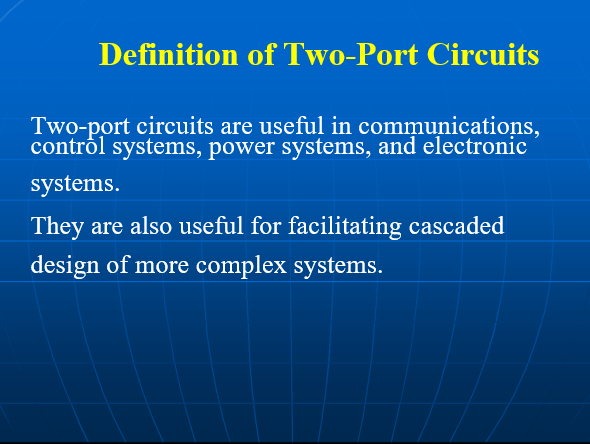 Definition of Two-Port Circuits
Two-port circuits are useful in communications,
control systems, power systems, and electronic
systems.
They are also useful for facilitating cascaded
design of more complex systems.